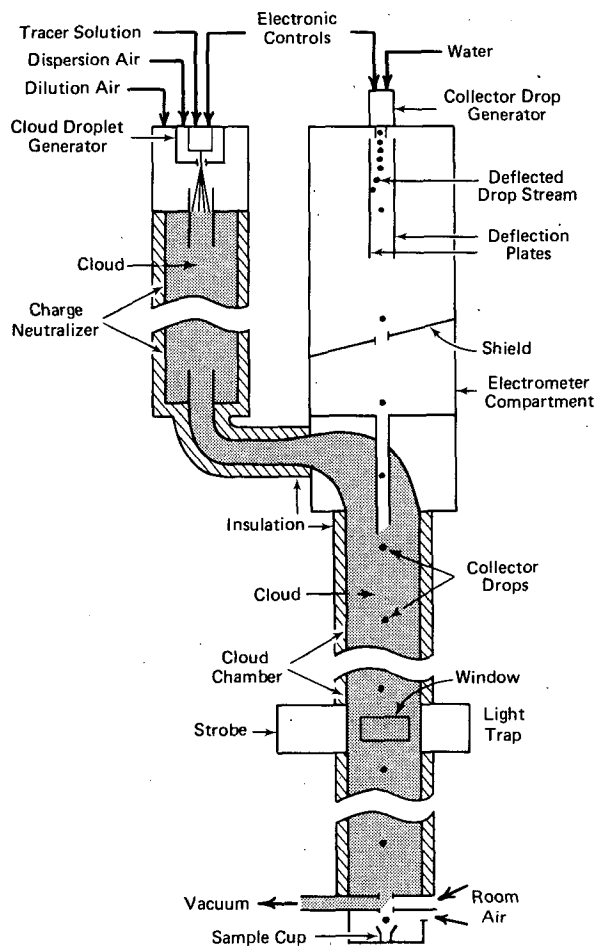 Tracer Solution
Dispersion Air
Dilution Air
Cloud Droplet
Generator
Electronic
Controls
Water
Collector Drop
Generator
Deflected
Drop Stream
Deflection
Plates
Cloud
Charge
Neutralizer
Shield
Electrometer
Compartment
Insulation
Collector
Drops
Cloud
Cloud
Chamber
Window
Strobe
Light
Trap
Vacuum
Room
Air
Sample Cup